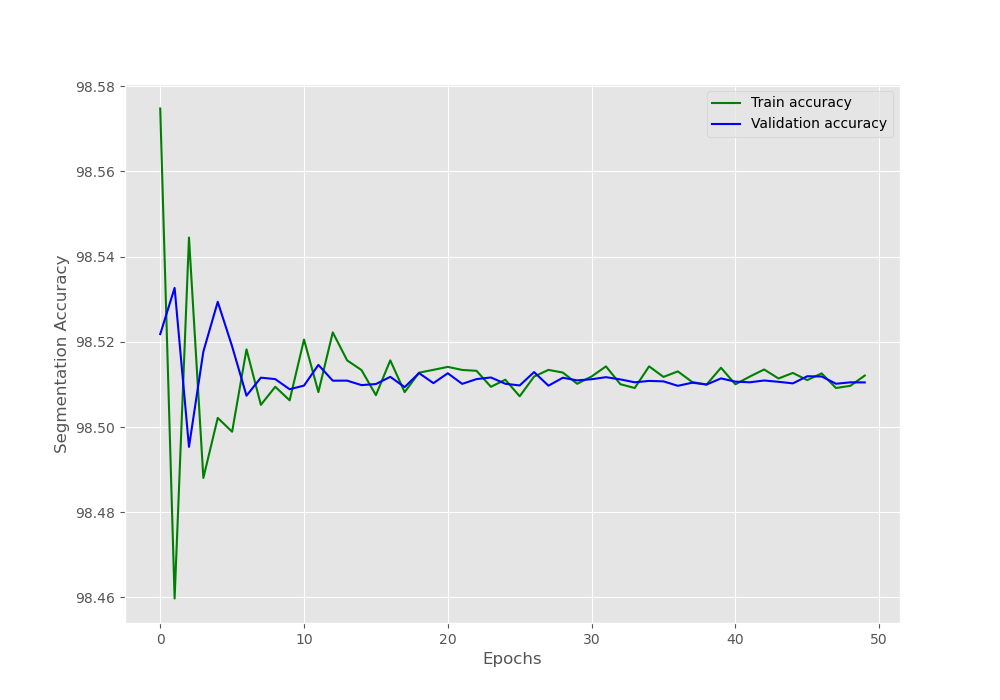 98.58
98.56
98.54
98.52
98.50
98.48
98.46
Segmentation Accuracy
Train accuracy
Validation accuracy
0 10 20 30 40 50
Epochs